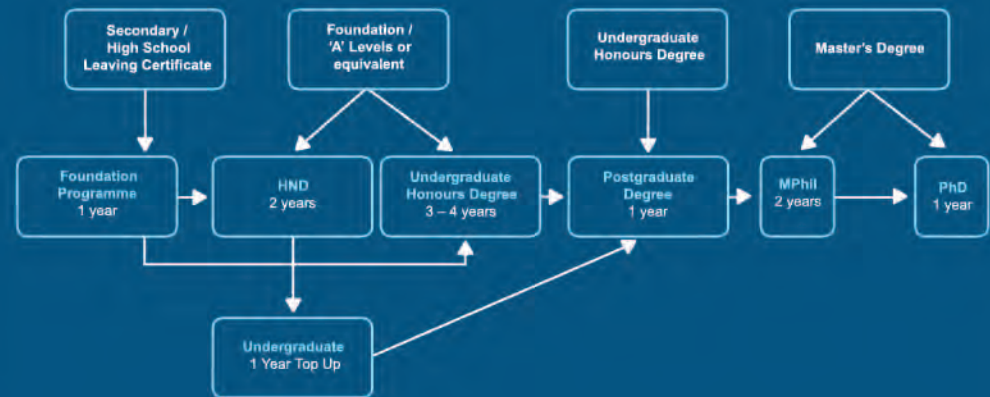 Secondary /
High School
Leaving Certificate
Foundation /
'A' Levels or
equivalent
Undergraduate
Honours Degree
Master's Degree
Foundation
Programme
1 year
HND
2 years
Undergraduate
Honours Degree
3 – 4 years
Postgraduate
Degree
1 year
MPhil
2 years
PhD
1 year
Undergraduate
1 Year Top Up